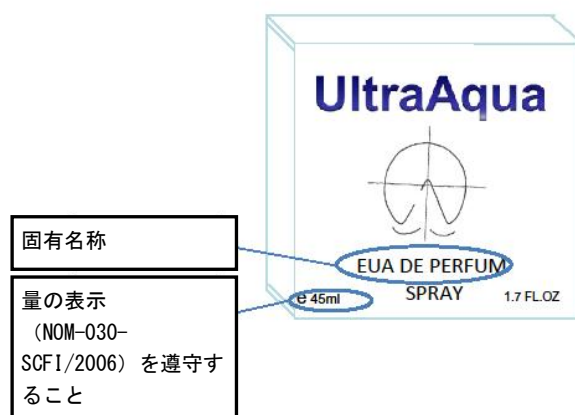 UltraAqua
固有名称
EUA DE PERFUM
SPRAY
e 45ml
1.7 FL.OZ
量の表示
（NOM-030-
SCFI/2006）を遵守す
ること